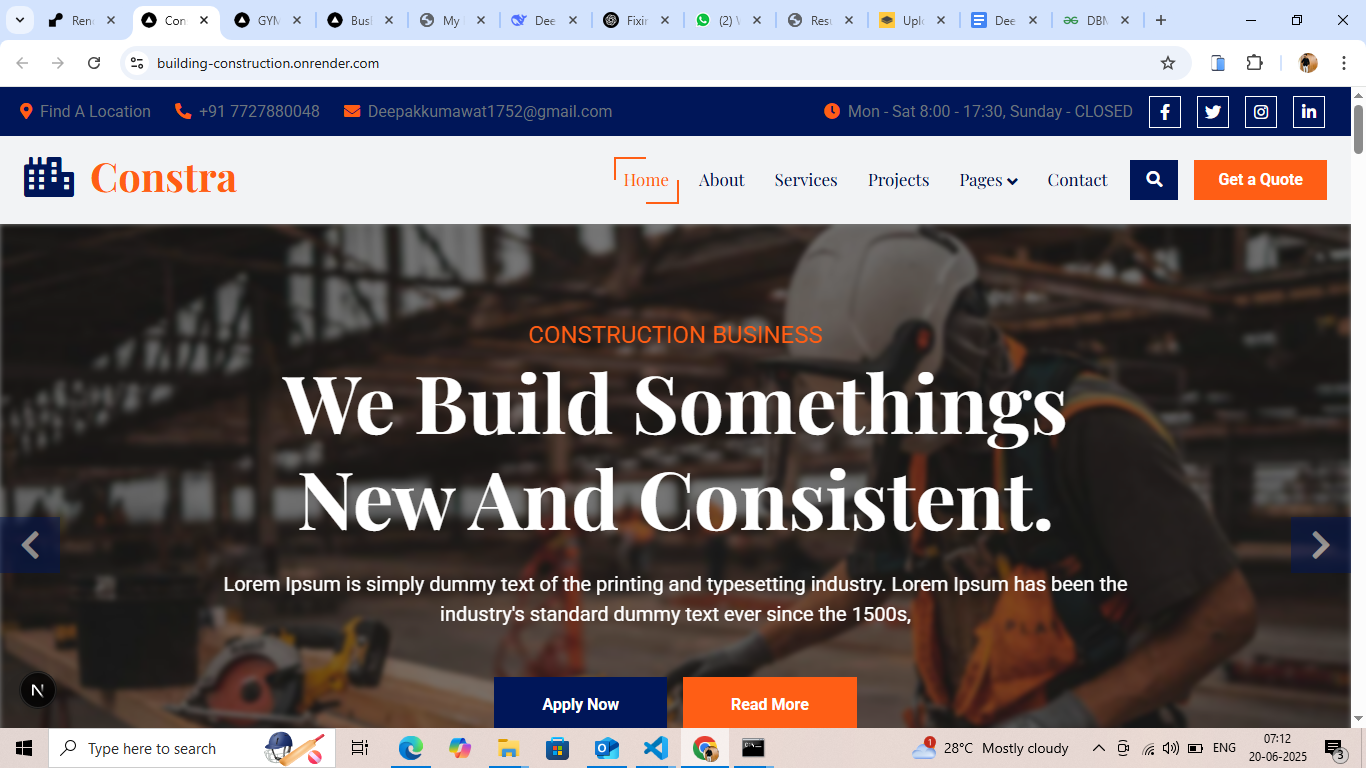 Ren
Con
GYM
Busi
My
Dee
Fixin
(2)
Resu
Uplo
Dee
DBM
building-construction.onrender.com
Find A Location +91 7727880048 Deepakkumawat1752@gmail.com Mon - Sat 8:00 - 17:30, Sunday - CLOSED
Constra
Home About Services Projects Pages Contact Get a Quote
CONSTRUCTION BUSINESS
We Build Somethings
New And Consistent.
Lorem Ipsum is simply dummy text of the printing and typesetting industry. Lorem Ipsum has been the
industry's standard dummy text ever since the 1500s,
N
Apply Now Read More
Type here to search 1 28°C Mostly cloudy ENG 07:12
20-06-2025 3